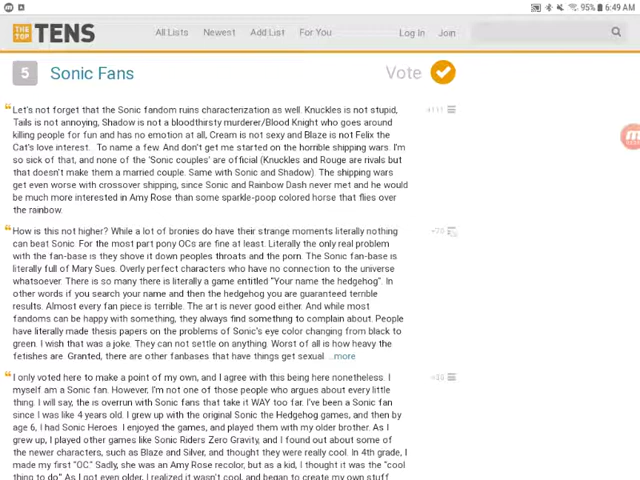 95% 6:49 AM
THE TOP TENS
All Lists Newest Add List For You Log In Join
5 Sonic Fans Vote
Let's not forget that the Sonic fandom ruins characterization as well. Knuckles is not stupid,
Tails is not annoying, Shadow is not a bloodthirsty murderer/Blood Knight who goes around
killing people for fun and has no emotion at all, Cream is not sexy and Blaze is not Felix the
Cat's love interest. To name a few. And don't get me started on the horrible shipping wars. I'm
so sick of that, and none of the 'Sonic couples' are official (Knuckles and Rouge are rivals but
that doesn't make them a married couple. Same with Sonic and Shadow). The shipping wars
get even worse with crossover shipping, since Sonic and Rainbow Dash never met and he would
be much more interested in Amy Rose than some sparkle-poop colored horse that flies over
the rainbow.
How is this not higher? While a lot of bronies do have their strange moments literally nothing
can beat Sonic. For the most part pony OCs are fine at least. Literally the only real problem
with the fan-base is they shove it down peoples throats and the porn. The Sonic fan-base is
literally full of Mary Sues. Overly perfect characters who have no connection to the universe
whatsoever. There is so many there is literally a game entitled "Your name the hedgehog". In
other words if you search your name and then the hedgehog you are guaranteed terrible
results. Almost every fan piece is terrible. The art is never good either. And while most
fandoms can be happy with something, they always find something to complain about. People
have literally made thesis papers on the problems of Sonic's eye color changing from black to
green. I wish that was a joke. They can not settle on anything. Worst of all is how heavy the
fetishes are. Granted, there are other fanbases that have things get sexual ...more
I only voted here to make a point of my own, and I agree with this being here nonetheless. I
myself am a Sonic fan. However, I'm not one of those people who argues about every little
thing. I will say, the is overrun with Sonic fans that take it WAY too far. I've been a Sonic fan
since I was like 4 years old. I grew up with the original Sonic the Hedgehog games, and then by
age 6, I had Sonic Heroes. I enjoyed the games, and played them with my older brother. As I
grew up, I played other games like Sonic Riders Zero Gravity, and I found out about some of
the newer characters, such as Blaze and Silver, and thought they were really cool. In 4th grade, I
made my first "OC." Sadly, she was an Amy Rose recolor, but as a kid, I thought it was the "cool
thing to do" As I got even older, I realized it wasn't cool, and began to create my own stuff